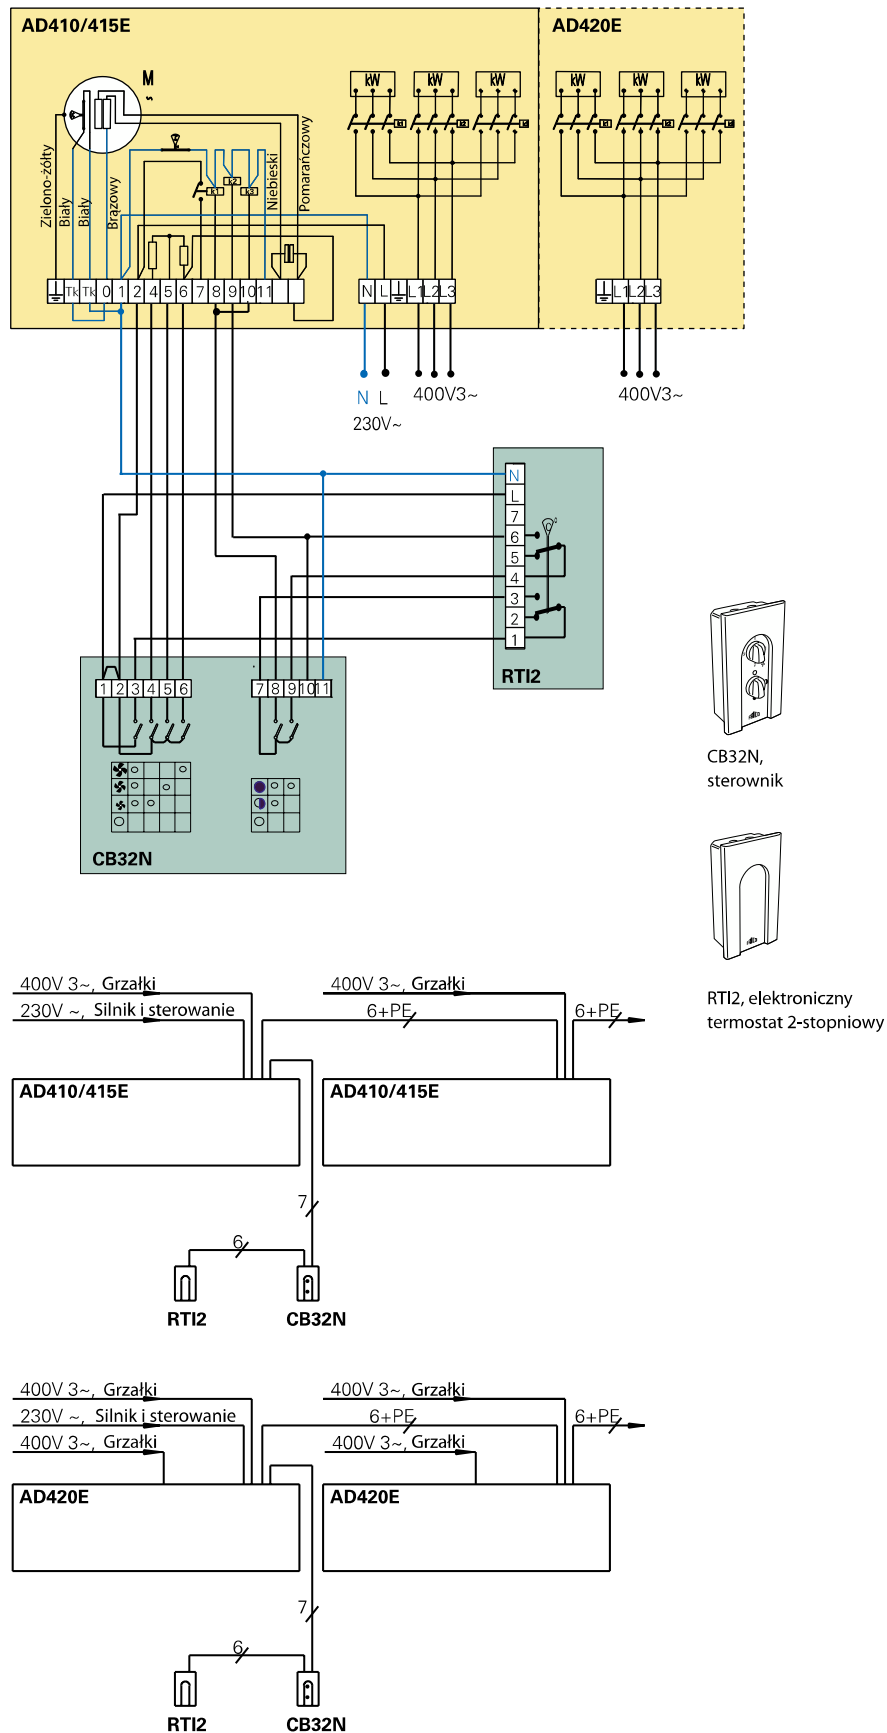 AD410/415E
AD420E
M
~
kW kW kW
kW kW kW
k1 k2 k3
k1 k2
Zielono-żółty
Biały
Biały
Brązowy
Niebieski
Pomarańczowy
Tk Tk 0 1 2 4 5 6 7 8 9 10 11
N L L1 L2 L3
L1 L2 L3
N L
230V~
400V3~
400V3~
N
L
7
6
5
4
3
2
1
RTI2
1 2 3 4 5 6
7 8 9 10 11
CB32N
CB32N,
sterownik
RTI2, elektroniczny
termostat 2-stopniowy
400V 3~, Grzałki
400V 3~, Grzałki
230V ~, Silnik i sterowanie
6+PE
6+PE
AD410/415E
AD410/415E
7
6
RTI2
CB32N
400V 3~, Grzałki
400V 3~, Grzałki
230V ~, Silnik i sterowanie
6+PE
6+PE
400V 3~, Grzałki
400V 3~, Grzałki
AD420E
AD420E
7
6
RTI2
CB32N